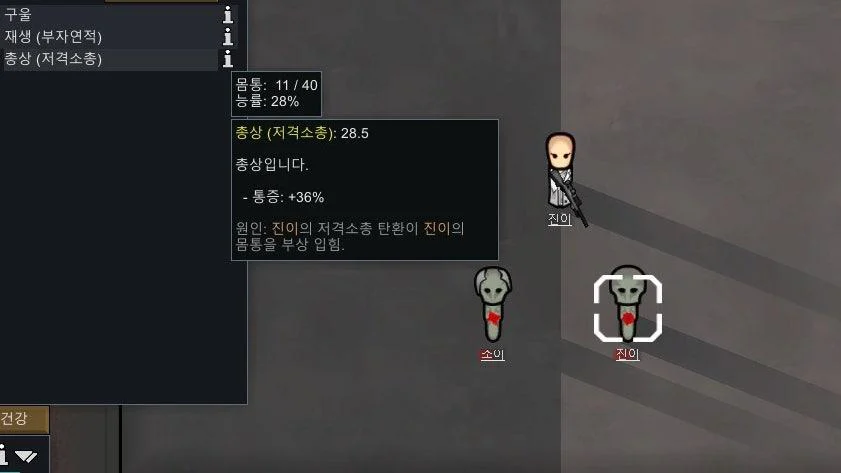 구울
재생 (부자연적)
총상 (저격소총)
몸통: 11 / 40
능률: 28%
총상 (저격소총): 28.5
총상입니다.
- 통증: +36%
원인: 진이의 저격소총 탄환이 진이의
몸통을 부상 입힘.
진이
소이
진이
건강